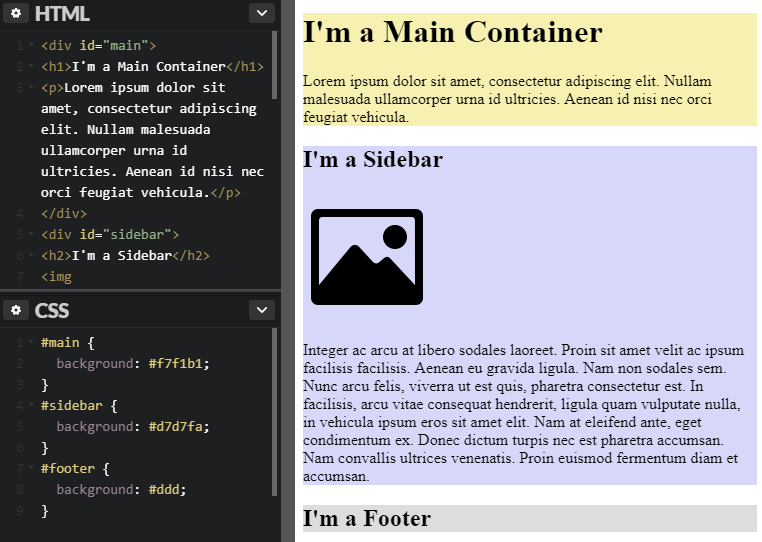 HTML
1 <div id="main">
2 <h1>I'm a Main Container</h1>
3 <p>Lorem ipsum dolor sit
amet, consectetur adipiscing
elit. Nullam malesuada
ullamcorper urna id
ultricies. Aenean id nisi nec
orci feugiat vehicula.</p>
4 </div>
5 <div id="sidebar">
6 <h2>I'm a Sidebar</h2>
7 <img
CSS
1 #main {
2 background: #f7f1b1;
3 }
4 #sidebar {
5 background: #d7d7fa;
6 }
7 #footer {
8 background: #ddd;
9 }
I'm a Main Container
Lorem ipsum dolor sit amet, consectetur adipiscing elit. Nullam
malesuada ullamcorper urna id ultricies. Aenean id nisi nec orci
feugiat vehicula.
I'm a Sidebar
Integer ac arcu at libero sodales laoreet. Proin sit amet velit ac ipsum
facilisis facilisis. Aenean eu gravida ligula. Nam non sodales sem.
Nunc arcu felis, viverra ut est quis, pharetra consectetur est. In
facilisis, arcu vitae consequat hendrerit, ligula quam vulputate nulla,
in vehicula ipsum eros sit amet elit. Nam at eleifend ante, eget
condimentum ex. Donec dictum turpis nec est pharetra accumsan.
Nam convallis ultrices venenatis. Proin euismod fermentum diam et
accumsan.
I'm a Footer